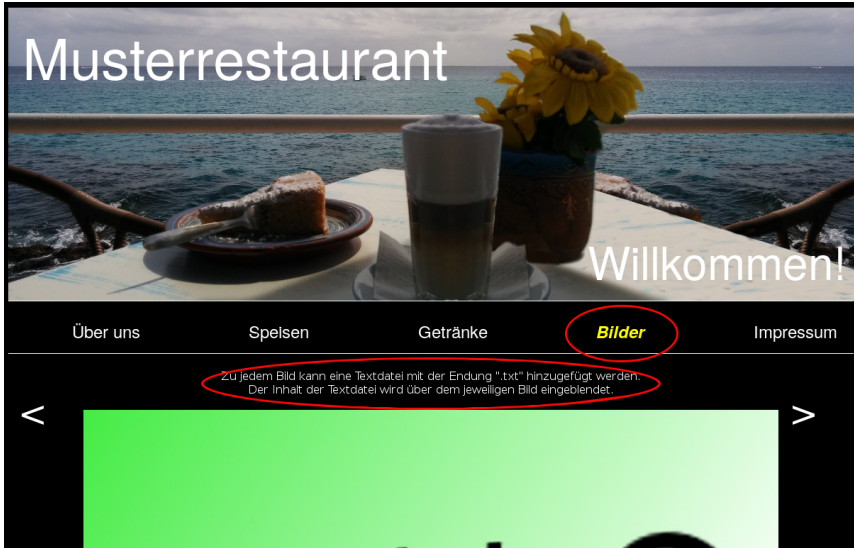 Musterrestaurant
Willkommen!
Über uns
Speisen
Getränke
Bilder
Impressum
Zu jedem Bild kann eine Textdatei mit der Endung ".txt" hinzugefügt werden.
Der Inhalt der Textdatei wird über dem jeweiligen Bild eingeblendet.
< >